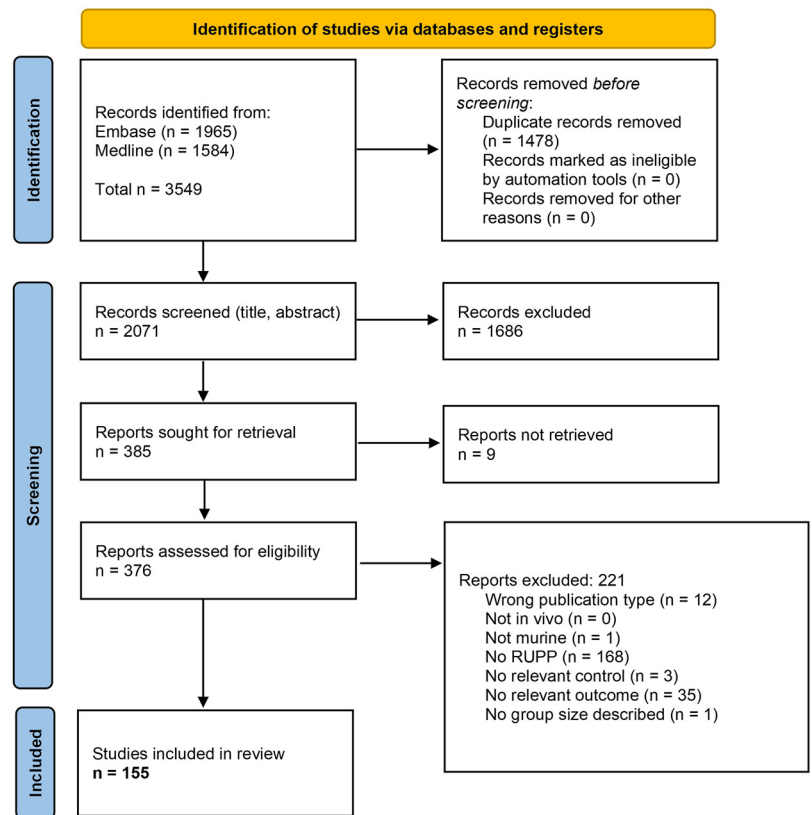 Identification of studies via databases and registers
Identification
Records identified from:
Embase (n = 1965)
Medline (n = 1584)
Total n = 3549
Records removed before
screening:
Duplicate records removed
(n = 1478)
Records marked as ineligible
by automation tools (n = 0)
Records removed for other
reasons (n = 0)
Screening
Records screened (title, abstract)
n = 2071
Records excluded
n = 1686
Reports sought for retrieval
n = 385
Reports not retrieved
n = 9
Reports assessed for eligibility
n = 376
Reports excluded: 221
Wrong publication type (n = 12)
Not in vivo (n = 0)
Not murine (n = 1)
No RUPP (n = 168)
No relevant control (n = 3)
No relevant outcome (n = 35)
No group size described (n = 1)
Included
Studies included in review
n = 155